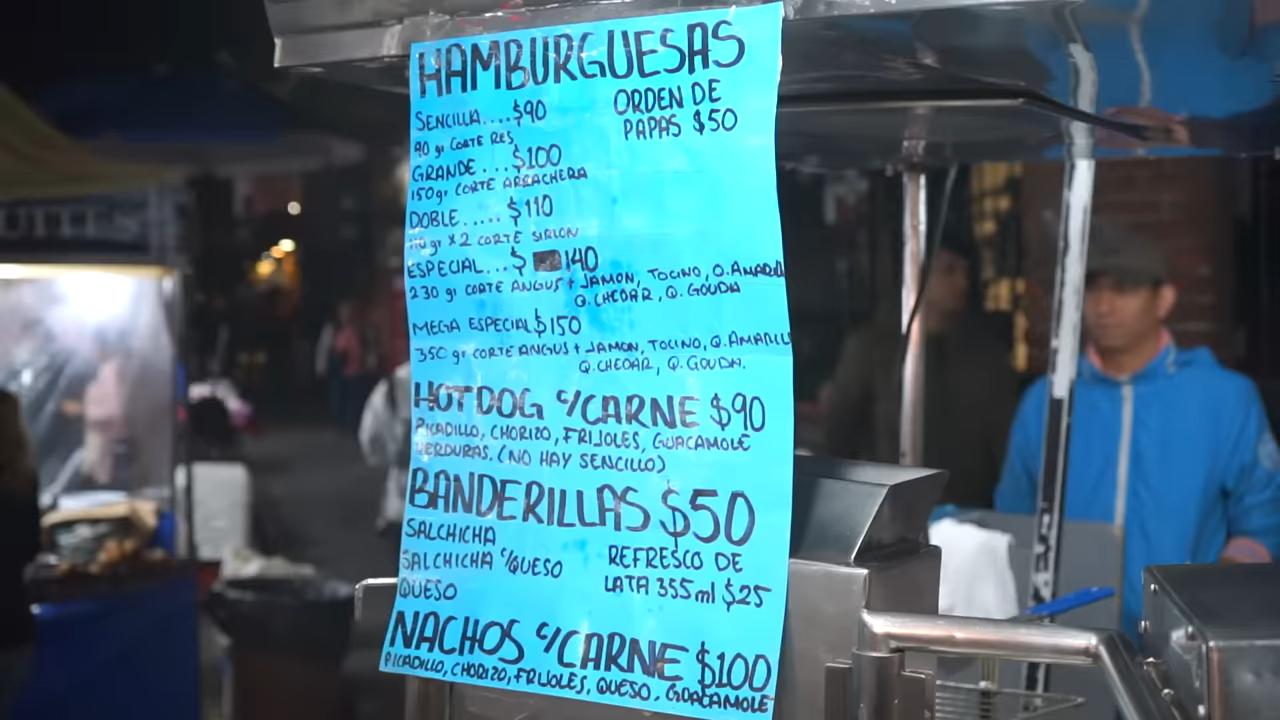 HAMBURGUESAS
SENCILLA....$90
90 gr CORTE RES
GRANDE...$100
150gr CORTE ARRACHERA
DOBLE.....$110
110 gr x2 CORTE SIRLON
ESPECIAL...$ 140
230 gr CORTE ANGUS + JAMON, TOCINO, Q.AMARILL
Q.CHEDAR, Q.GOUDA
MEGA ESPECIAL $150
350 gr CORTE ANGUS + JAMON, TOCINO, Q.AMARILL
Q.CHEDAR, Q.GOUDA.
ORDEN DE
PAPAS $50
HOTDOG C/CARNE $90
PICADILLO, CHORIZO, FRIJOLES, GUACAMOLE
VERDURAS. (NO HAY SENCILLO)
BANDERILLAS $50
SALCHICHA
SALCHICHA C/QUESO
QUESO
REFRESCO DE
LATA 355ml $25
NACHOS C/CARNE $100
PICADILLO, CHORIZO, FRIJOLES, QUESO, GUACAMOLE